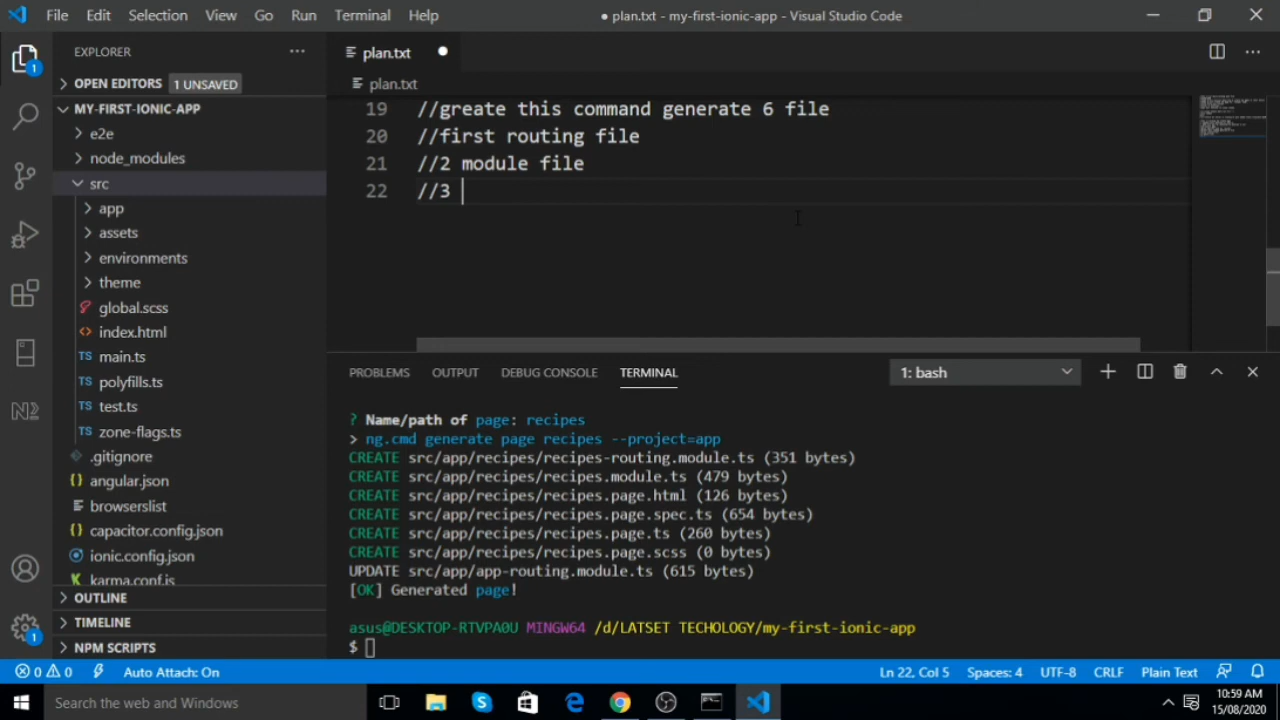 File Edit Selection View Go Run Terminal Help ● plan.txt - my-first-ionic-app - Visual Studio Code
EXPLORER ...
plan.txt ●
OPEN EDITORS 1 UNSAVED
plan.txt
MY-FIRST-IONIC-APP
e2e
node_modules
src
app
assets
environments
theme
global.scss
<> index.html
TS main.ts
TS polyfills.ts
TS test.ts
TS zone-flags.ts
.gitignore
{} angular.json
browserslist
{} capacitor.config.json
ionic.config.json
karma.conf.js
OUTLINE
TIMELINE
NPM SCRIPTS
1
1
19 //greate this command generate 6 file
20 //first routing file
21 //2 module file
22 //3
PROBLEMS OUTPUT DEBUG CONSOLE TERMINAL 1: bash
? Name/path of page: recipes
> ng.cmd generate page recipes --project=app
CREATE src/app/recipes/recipes-routing.module.ts (351 bytes)
CREATE src/app/recipes/recipes.module.ts (479 bytes)
CREATE src/app/recipes/recipes.page.html (126 bytes)
CREATE src/app/recipes/recipes.page.spec.ts (654 bytes)
CREATE src/app/recipes/recipes.page.ts (260 bytes)
CREATE src/app/recipes/recipes.page.scss (0 bytes)
UPDATE src/app/app-routing.module.ts (615 bytes)
[OK] Generated page!
asus@DESKTOP-RTVPA0U MINGW64 /d/LATSET TECHOLOGY/my-first-ionic-app
$
0 0 Auto Attach: On Ln 22, Col 5 Spaces: 4 UTF-8 CRLF Plain Text
Search the web and Windows
10:59 AM
15/08/2020